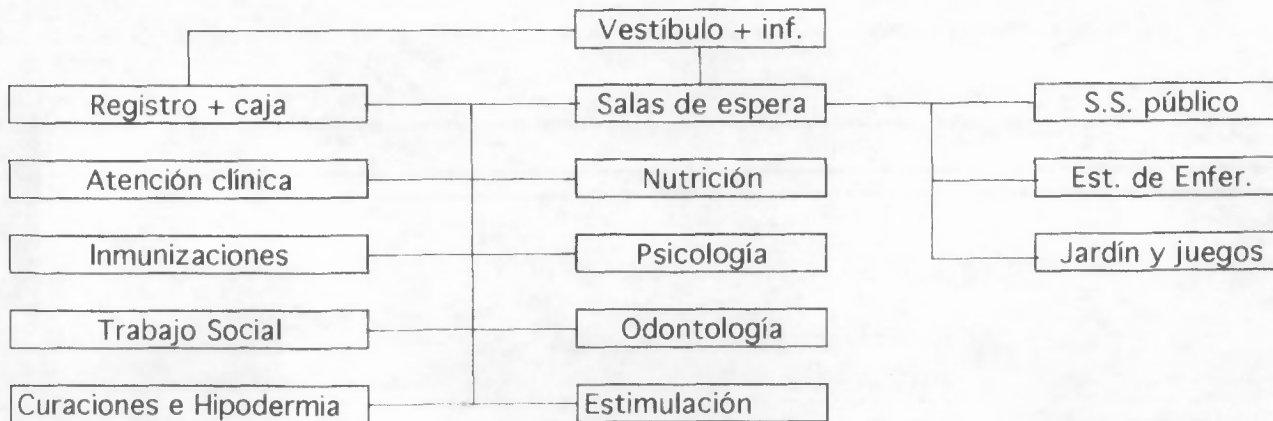 Vestíbulo + inf.
Registro + caja
Salas de espera
S.S. público
Atención clínica
Nutrición
Est. de Enfer.
Inmunizaciones
Psicología
Jardín y juegos
Trabajo Social
Odontología
Curaciones e Hipodermia
Estimulación